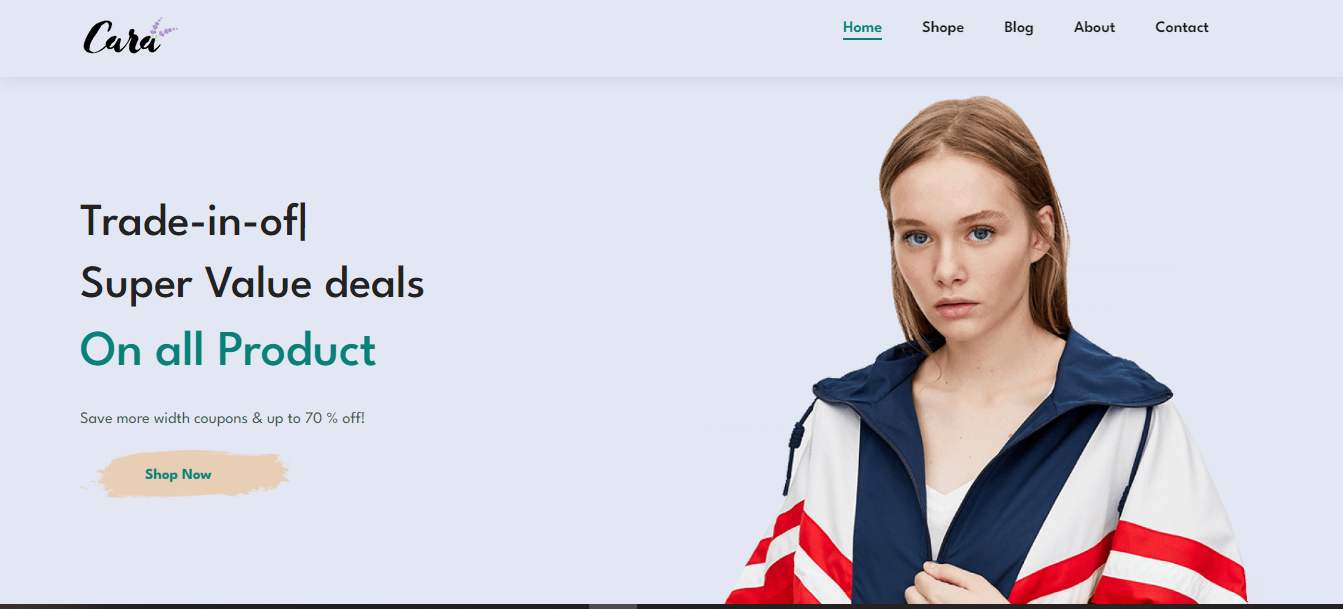 Cara
Home Shope Blog About Contact
Trade-in-of|
Super Value deals
On all Product
Save more width coupons & up to 70 % off!
Shop Now